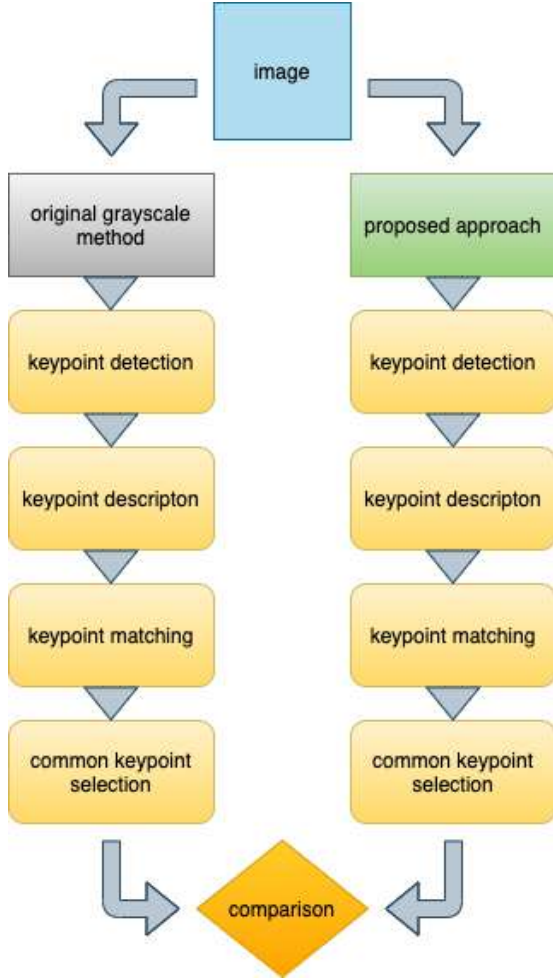 image
original grayscale
method
proposed approach
keypoint detection
keypoint detection
keypoint descripton
keypoint descripton
keypoint matching
keypoint matching
common keypoint
selection
common keypoint
selection
comparison